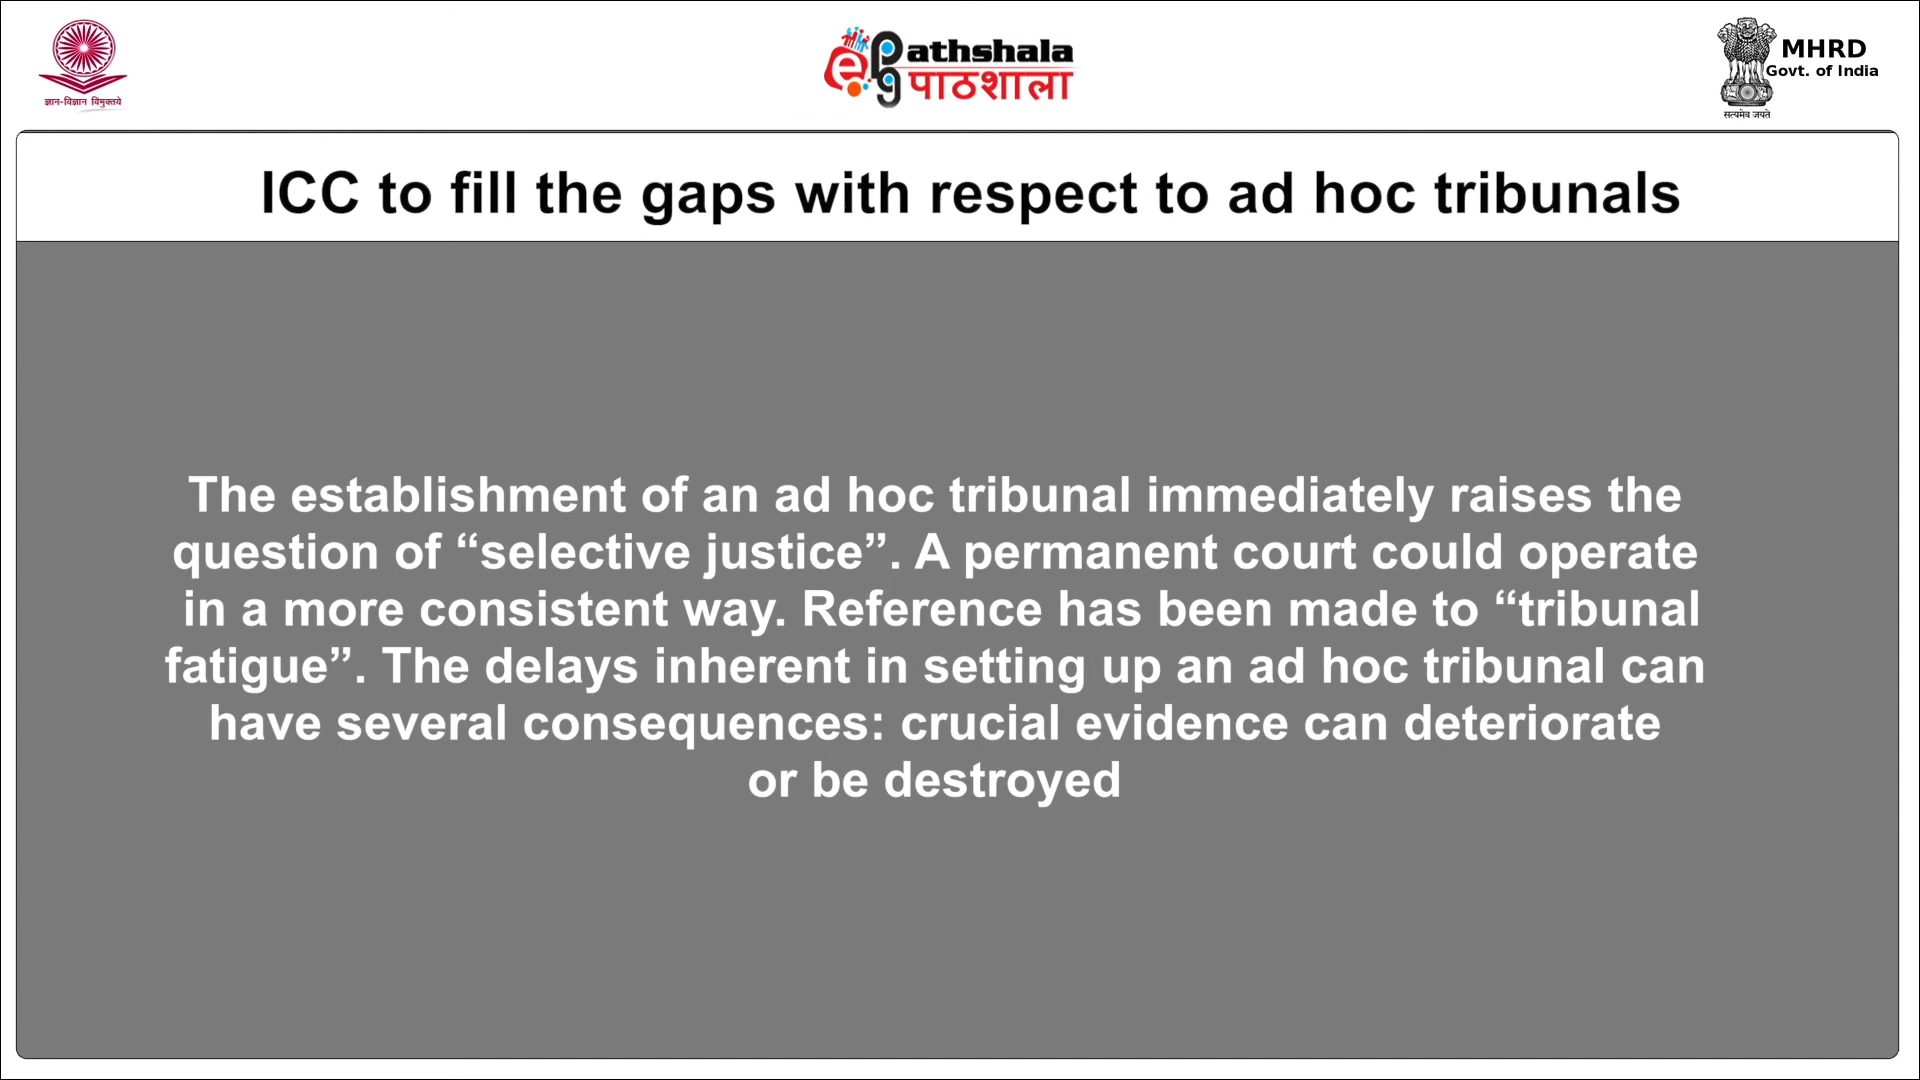 ज्ञान-विज्ञान विमुक्तये
ePGpathshala
पाठशाला
MHRD
Govt. of India
सत्यमेव जयते
ICC to fill the gaps with respect to ad hoc tribunals
The establishment of an ad hoc tribunal immediately raises the
question of “selective justice”. A permanent court could operate
in a more consistent way. Reference has been made to “tribunal
fatigue”. The delays inherent in setting up an ad hoc tribunal can
have several consequences: crucial evidence can deteriorate
or be destroyed